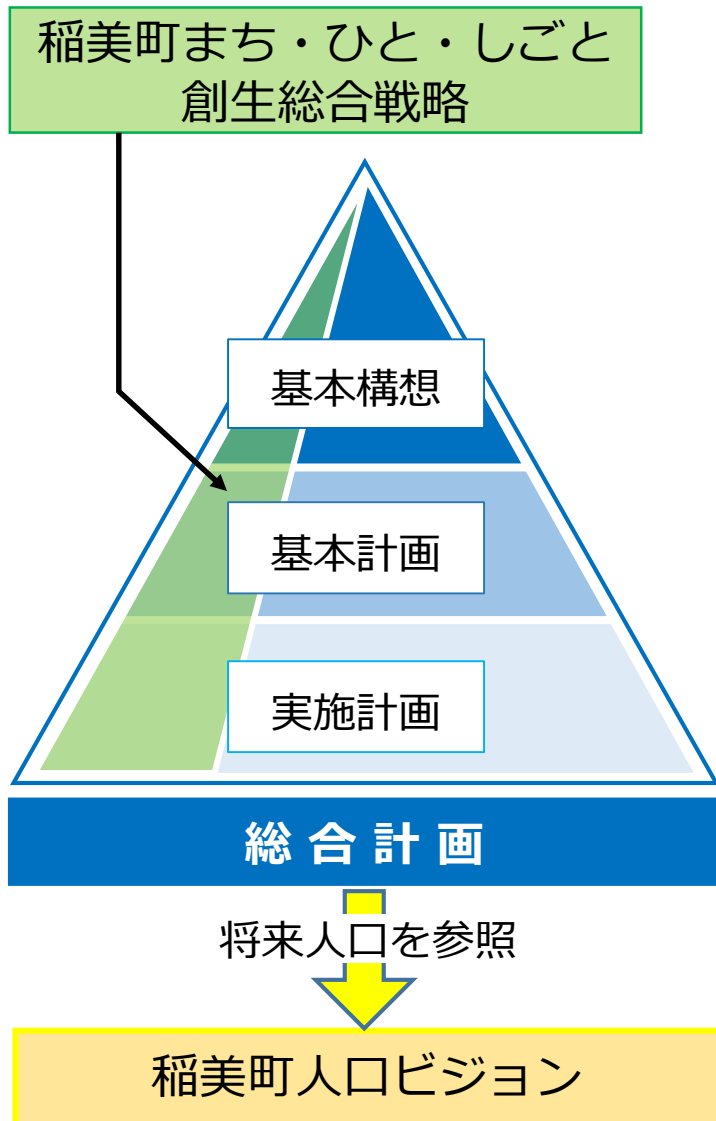 稲美町まち・ひと・しごと
創生総合戦略
基本構想
基本計画
実施計画
総合計画
将来人口を参照
稲美町人口ビジョン